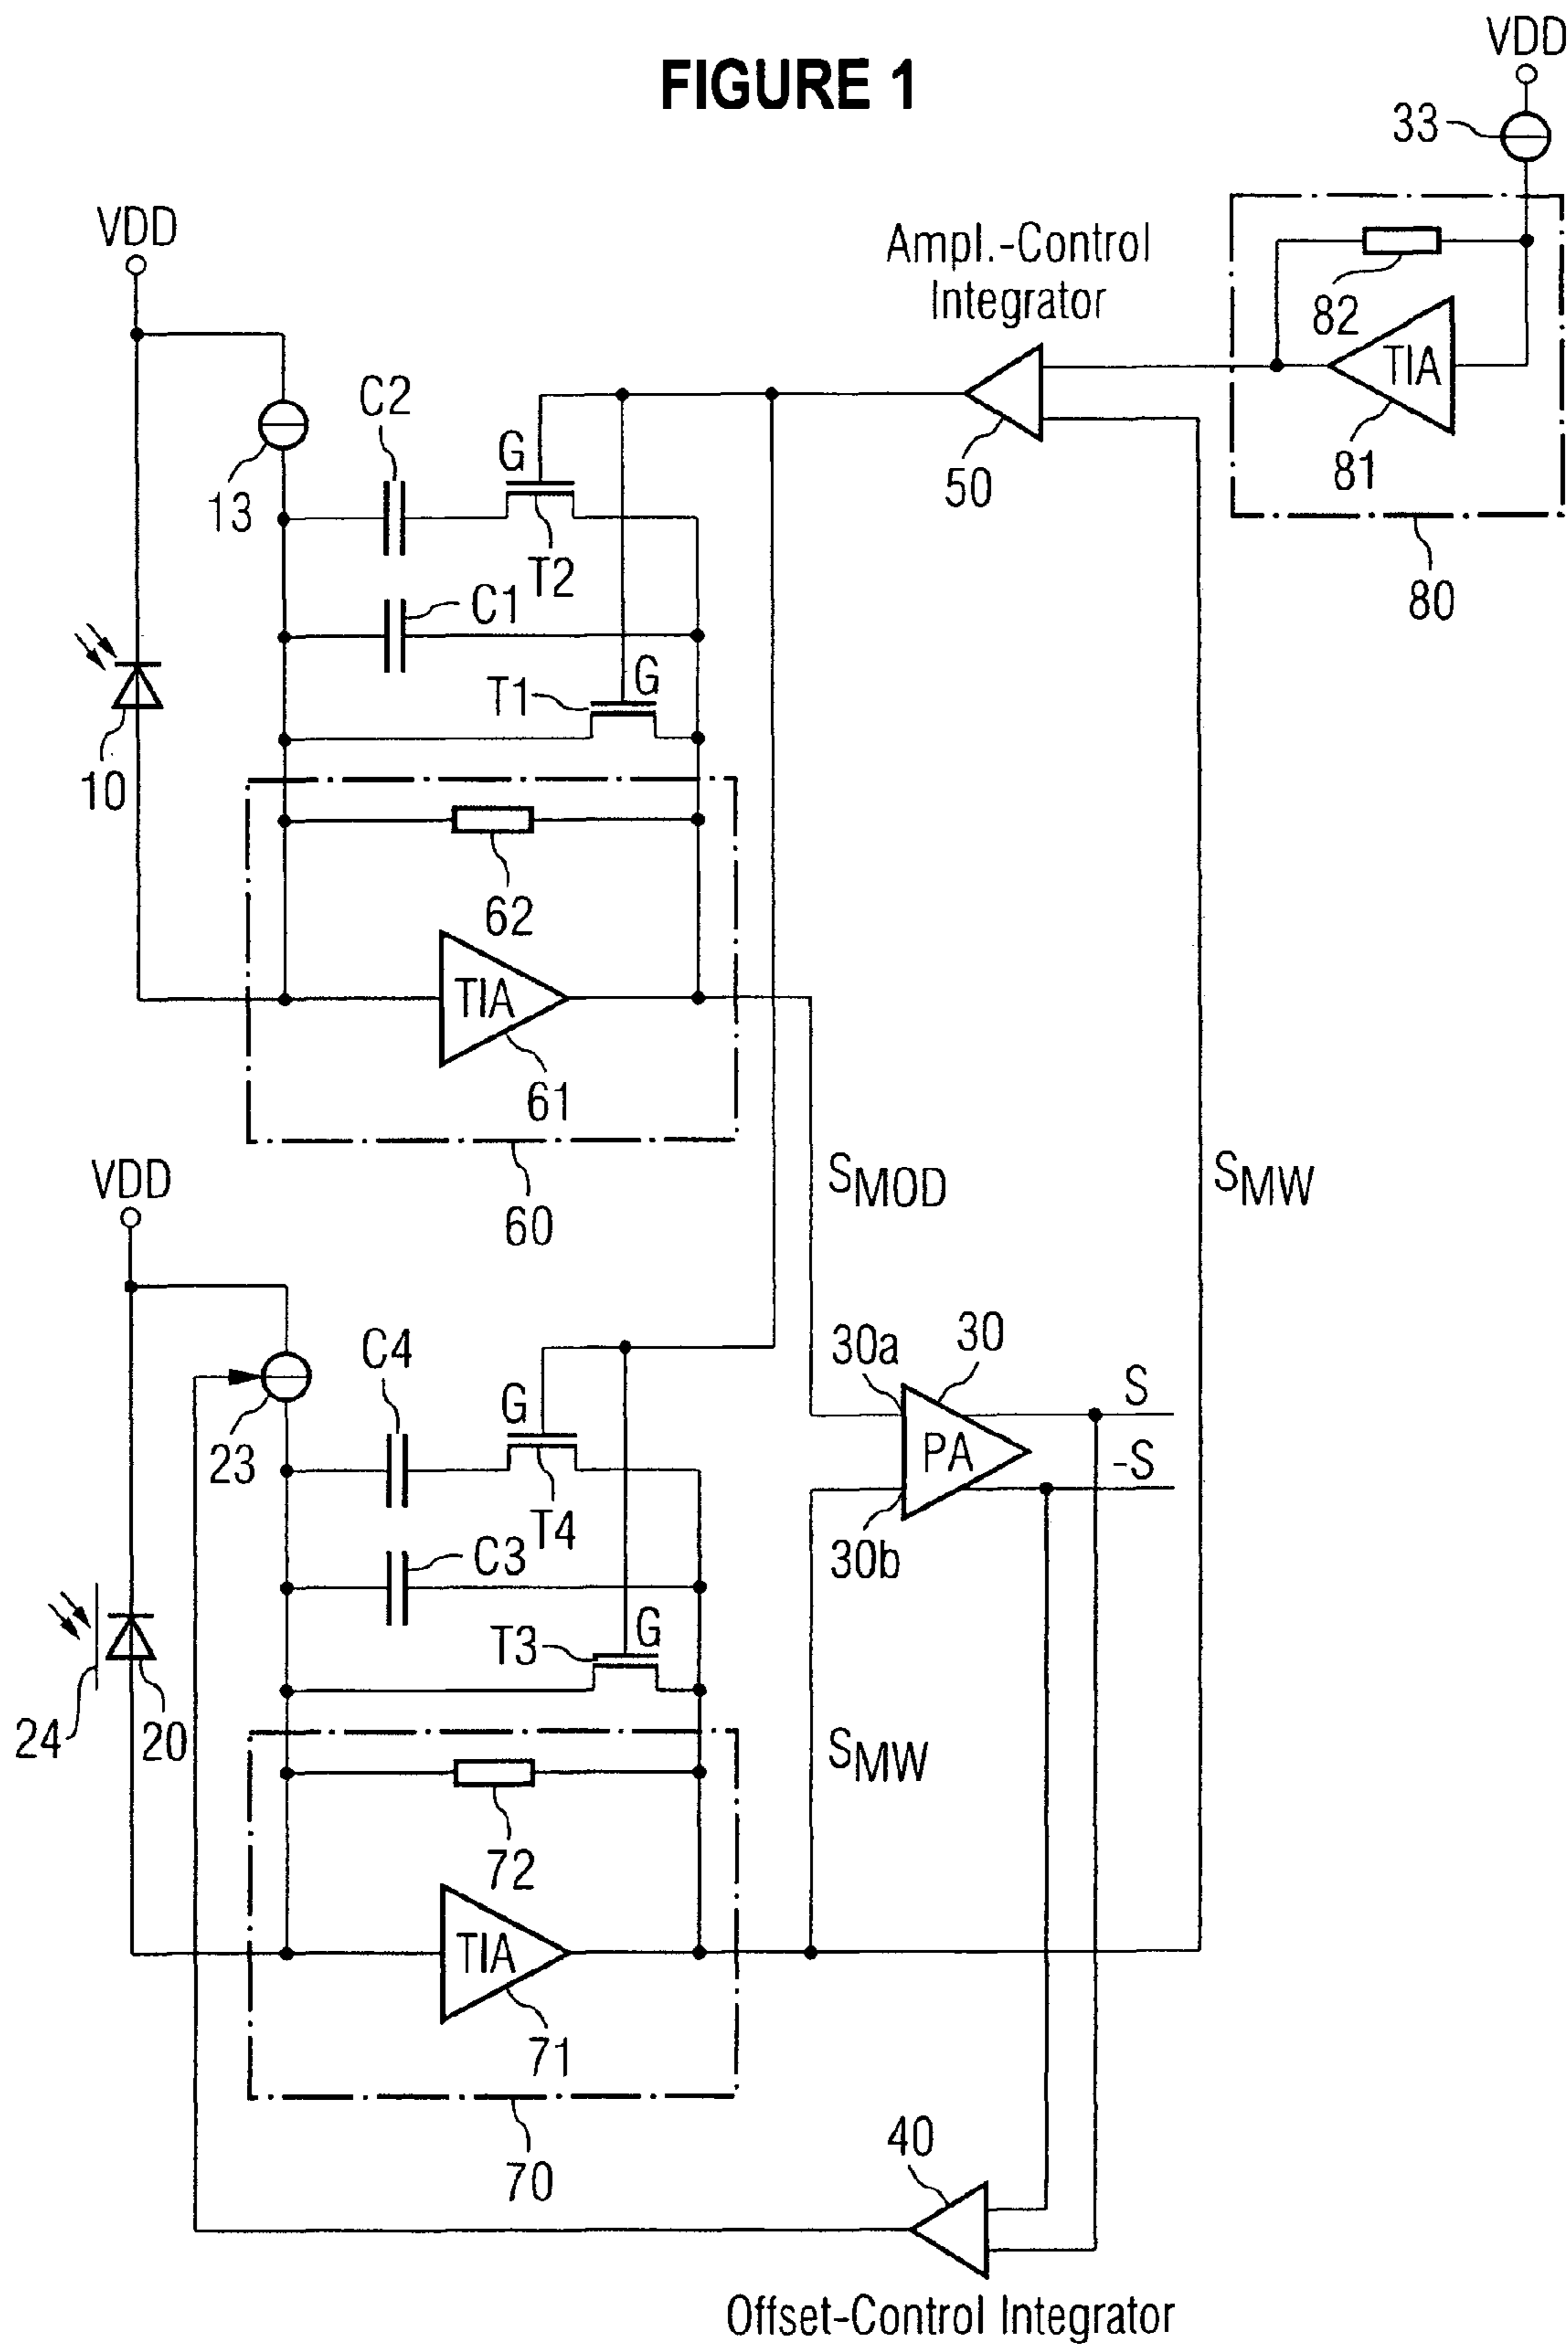 FIGURE 1
VDD
33
VDD
Ampl.-Control
Integrator
82
TIA
C2
G
50
81
13
T2
C1
80
G
T1
10
62
TIA
61
VDD
SMOD
SMW
60
30a
30
C4
S
G
PA
-S
23
T4
30b
C3
G
T3
24
20
SMW
72
TIA
71
40
70
Offset-Control Integrator